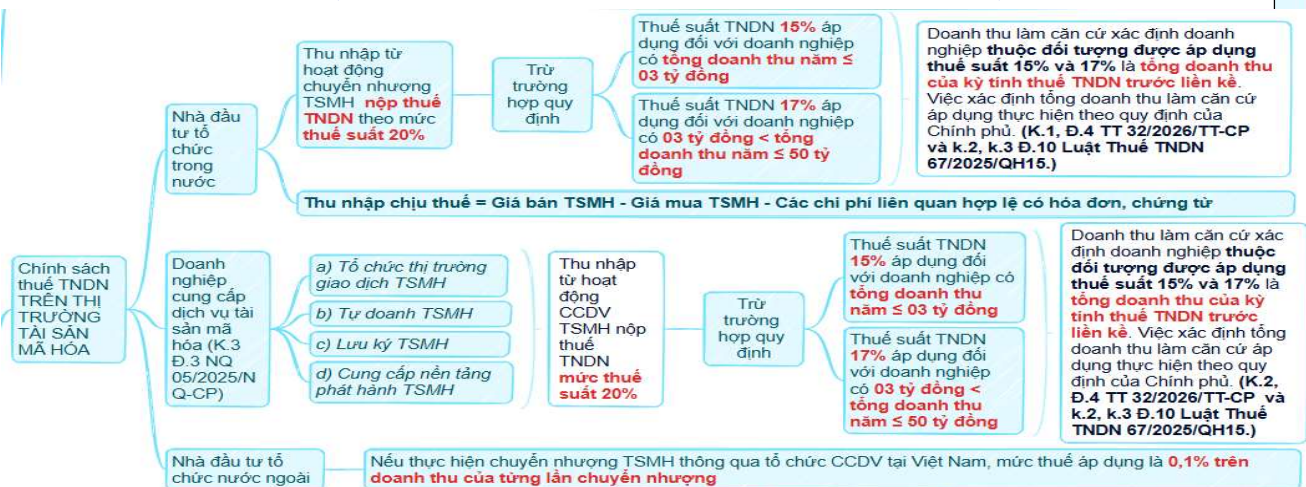 Chính sách
thuế TNDN
TRÊN THỊ
TRƯỜNG
TÀI SẢN
MÃ HÓA
Nhà đầu
tư tổ
chức
trong
nước
Thu nhập từ
hoạt động
chuyển nhượng
TSMH nộp thuế
TNDN theo mức
thuế suất 20%
Trừ
trường
hợp quy
định
Thuế suất TNDN 15% áp
dụng đối với doanh nghiệp
có tổng doanh thu năm ≤
03 tỷ đồng
Thuế suất TNDN 17% áp
dụng đối với doanh nghiệp
có 03 tỷ đồng < tổng
doanh thu năm ≤ 50 tỷ
đồng
Doanh thu làm căn cứ xác định doanh
nghiệp thuộc đối tượng được áp dụng
thuế suất 15% và 17% là tổng doanh thu
của kỳ tính thuế TNDN trước liền kề.
Việc xác định tổng doanh thu làm căn cứ
áp dụng thực hiện theo quy định của
Chính phủ. (K.1, Đ.4 TT 32/2026/TT-CP
và k.2, k.3 Đ.10 Luật Thuế TNDN
67/2025/QH15.)
Thu nhập chịu thuế = Giá bán TSMH - Giá mua TSMH - Các chi phí liên quan hợp lệ có hóa đơn, chứng từ
Doanh
nghiệp
cung cấp
dịch vụ tài
sản mã
hóa (K.3
Đ.3 NQ
05/2025/N
Q-CP)
a) Tổ chức thị trường
giao dịch TSMH
b) Tự doanh TSMH
c) Lưu ký TSMH
d) Cung cấp nền tảng
phát hành TSMH
Thu nhập
từ hoạt
động
CCDV
TSMH nộp
thuế
TNDN
mức thuế
suất 20%
Trừ
trường
hợp quy
định
Thuế suất TNDN
15% áp dụng đối
với doanh nghiệp có
tổng doanh thu
năm ≤ 03 tỷ đồng
Thuế suất TNDN
17% áp dụng đối
với doanh nghiệp
có 03 tỷ đồng <
tổng doanh thu
năm ≤ 50 tỷ đồng
Doanh thu làm căn cứ xác
định doanh nghiệp thuộc
đối tượng được áp dụng
thuế suất 15% và 17% là
tổng doanh thu của kỳ
tính thuế TNDN trước
liền kề. Việc xác định tổng
doanh thu làm căn cứ áp
dụng thực hiện theo quy
định của Chính phủ. (K.2,
Đ.4 TT 32/2026/TT-CP và
k.2, k.3 Đ.10 Luật Thuế
TNDN 67/2025/QH15.)
Nhà đầu tư tổ
chức nước ngoài
Nếu thực hiện chuyển nhượng TSMH thông qua tổ chức CCDV tại Việt Nam, mức thuế áp dụng là 0,1% trên
doanh thu của từng lần chuyển nhượng